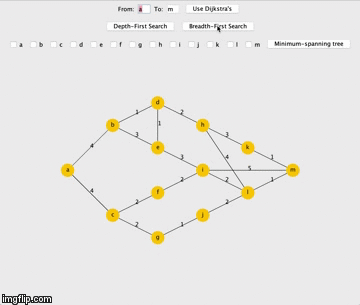 From: a To: m Use Dijkstra's
Depth-First Search Breadth-First Search
a b c d e f g h i j k l m Minimum-spanning tree
d
1 2
b h
1
3 3
4 e k
3 4 1
5
a i m
4 2 2 1
f l
2
c 2
2 j
1
g
imgflip.com